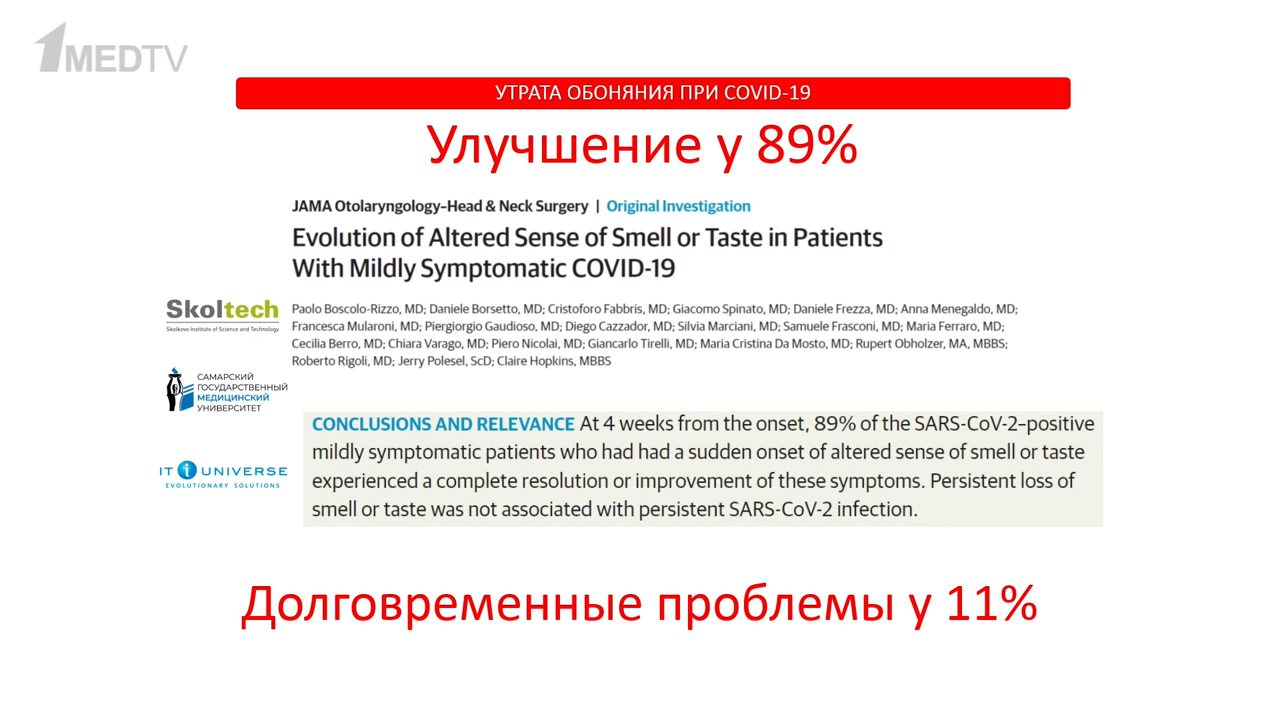 1MEDTV
УТРАТА ОБОНЯНИЯ ПРИ COVID-19
Улучшение у 89%
JAMA Otolaryngology–Head & Neck Surgery | Original Investigation
Evolution of Altered Sense of Smell or Taste in Patients
With Mildly Symptomatic COVID-19
Skoltech
Skolkovo Institute of Science and Technology
Paolo Boscolo-Rizzo, MD; Daniele Borsetto, MD; Cristoforo Fabbris, MD; Giacomo Spinato, MD; Daniele Frezza, MD; Anna Menegaldo, MD;
Francesca Mularoni, MD; Piergiorgio Gaudioso, MD; Diego Cazzador, MD; Silvia Marciani, MD; Samuele Frasconi, MD; Maria Ferraro, MD;
Cecilia Berro, MD; Chiara Varago, MD; Piero Nicolai, MD; Giancarlo Tirelli, MD; Maria Cristina Da Mosto, MD; Rupert Obholzer, MA, MBBS;
Roberto Rigoli, MD; Jerry Polesel, ScD; Claire Hopkins, MBBS
САМАРСКИЙ
ГОСУДАРСТВЕННЫЙ
МЕДИЦИНСКИЙ
УНИВЕРСИТЕТ
IT UNIVERSE
EVOLUTIONARY SOLUTIONS
CONCLUSIONS AND RELEVANCE At 4 weeks from the onset, 89% of the SARS-CoV-2–positive
mildly symptomatic patients who had had a sudden onset of altered sense of smell or taste
experienced a complete resolution or improvement of these symptoms. Persistent loss of
smell or taste was not associated with persistent SARS-CoV-2 infection.
Долговременные проблемы у 11%